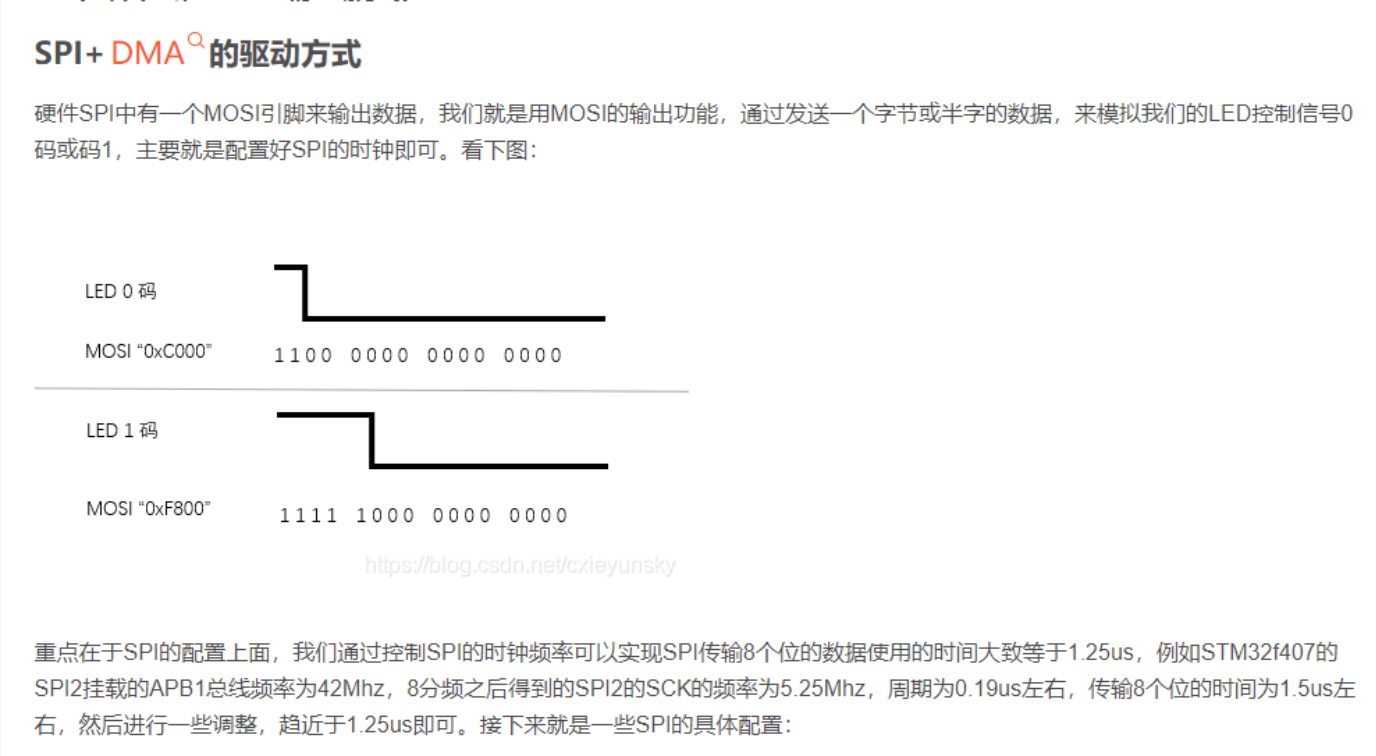 SPI+ DMA的驱动方式
硬件SPI中有一个MOSI引脚来输出数据，我们就是用MOSI的输出功能，通过发送一个字节或半字的数据，来模拟我们的LED控制信号0
码或码1，主要就是配置好SPI的时钟即可。看下图：
LED 0 码
MOSI “0xC000”
1100 0000 0000 0000
LED 1 码
MOSI “0xF800”
1111 1000 0000 0000
https://blog.csdn.net/cxieyunsky
重点在于SPI的配置上面，我们通过控制SPI的时钟频率可以实现SPI传输8个位的数据使用的时间大致等于1.25us，例如STM32f407的
SPI2挂载的APB1总线频率为42Mhz，8分频之后得到的SPI2的SCK的频率为5.25Mhz，周期为0.19us左右，传输8个位的时间为1.5us左
右，然后进行一些调整，趋近于1.25us即可。接下来就是一些SPI的具体配置：